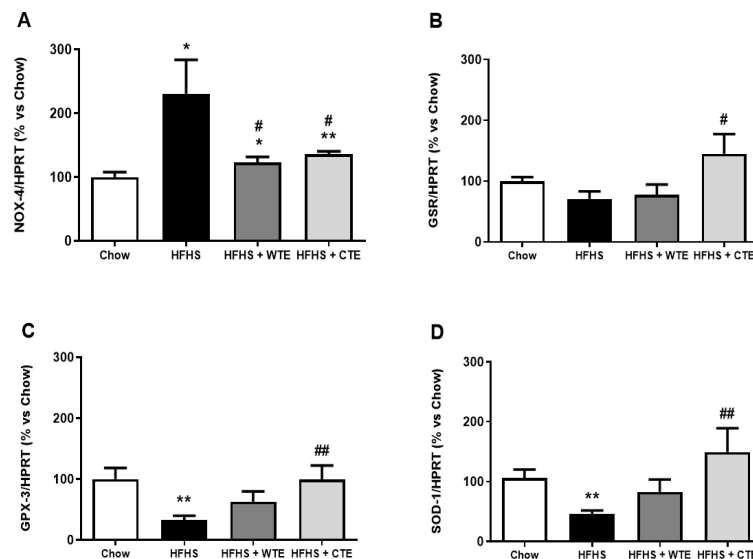 A
NOX-4/HPRT (% vs Chow)
300
200
100
0
*
#
*
#
**
Chow HFHS HFHS + WTE HFHS + CTE
B
GSR/HPRT (% vs Chow)
300
200
100
0
#
Chow HFHS HFHS + WTE HFHS + CTE
C
GPX-3/HPRT (% vs Chow)
300
200
100
0
**
##
Chow HFHS HFHS + WTE HFHS + CTE
D
SOD-1/HPRT (% vs Chow)
300
200
100
0
**
##
Chow HFHS HFHS + WTE HFHS + CTE